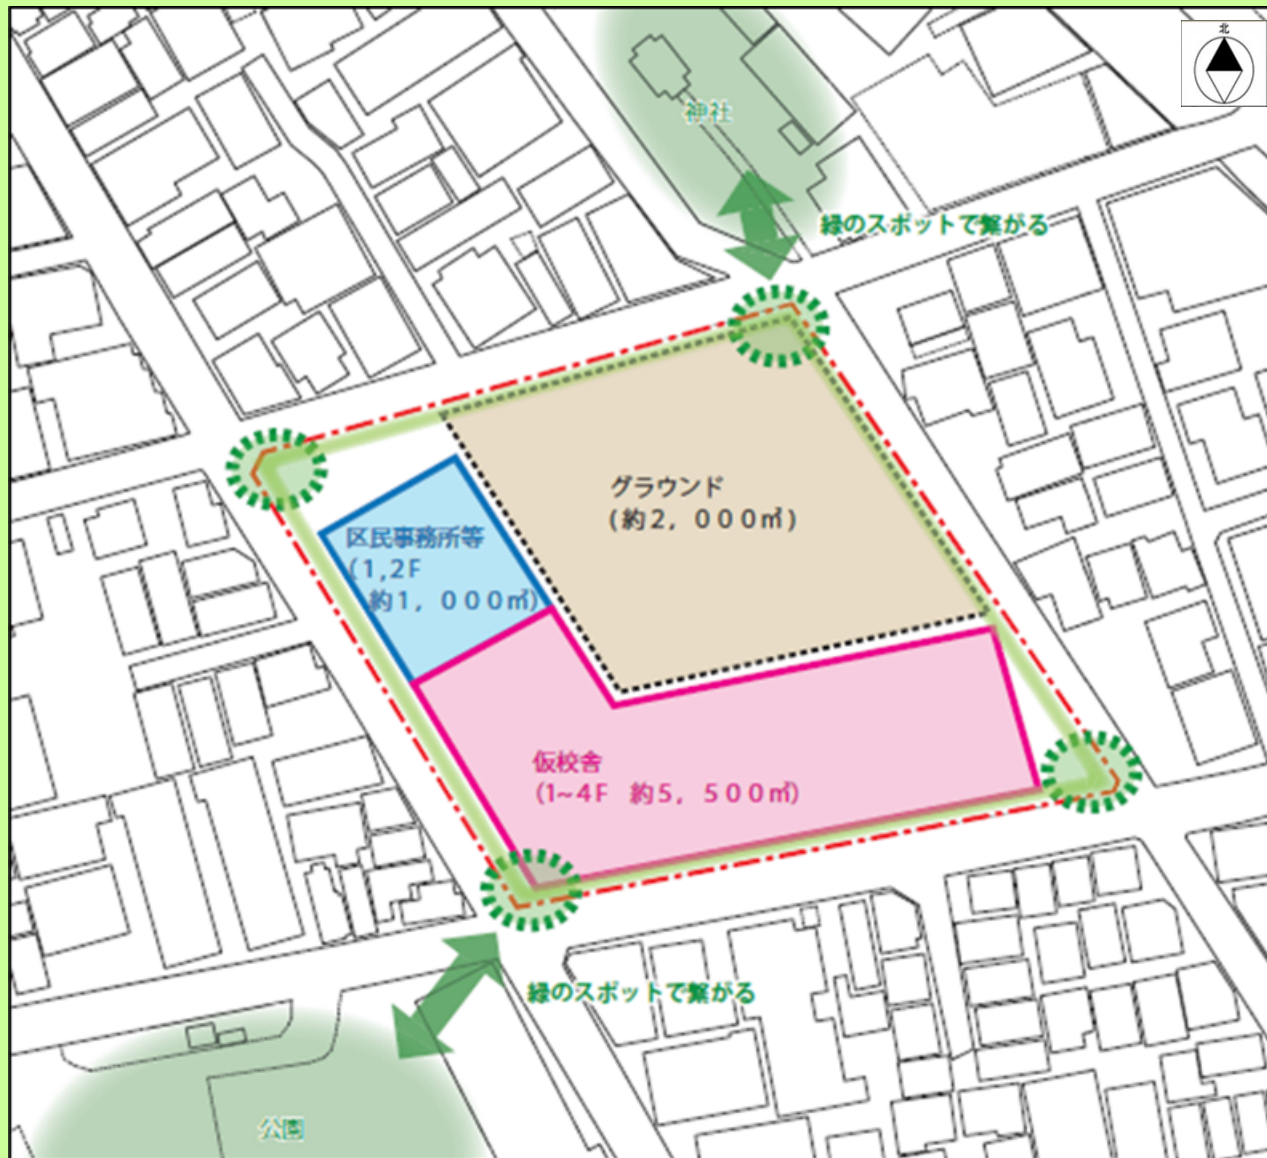 北
神社
緑のスポットで繋がる
グラウンド
(約2，000㎡)
区民事務所等
(1,2F
約1，000㎡)
仮校舎
(1~4F 約5，500㎡)
緑のスポットで繋がる
公園